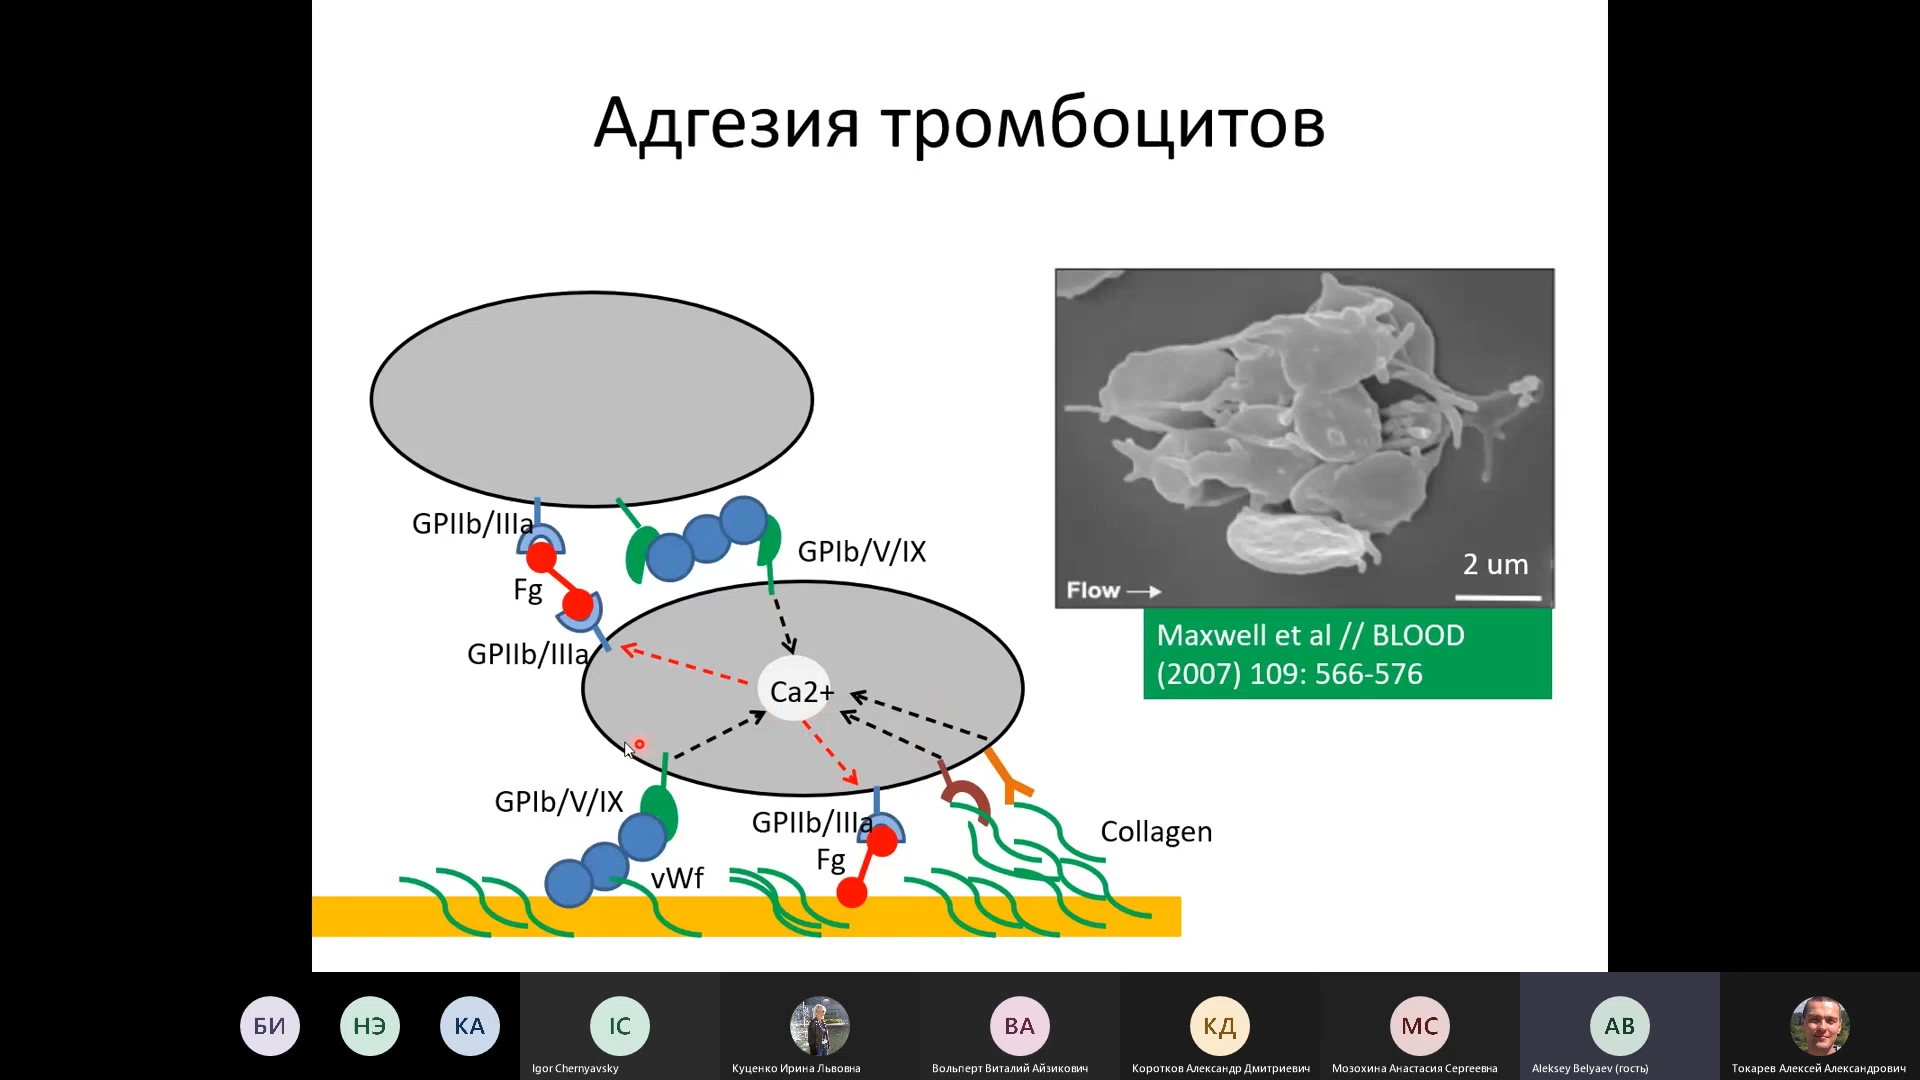 Адгезия тромбоцитов
GPIIb/IIIa
Fg
GPIIb/IIIa
GPIb/V/IX
Ca2+
GPIb/V/IX
vWf
GPIIb/IIIa
Fg
Collagen
Flow
2 um
Maxwell et al // BLOOD
(2007) 109: 566-576
БИ
НЭ
КА
IC
Igor Chernyavsky
Куценко Ирина Львовна
ВА
Вольперт Виталий Айзикович
КД
Коротков Александр Дмитриевич
МС
Мозохина Анастасия Сергеевна
AB
Aleksey Belyaev (гость)
Токарев Алексей Александрович